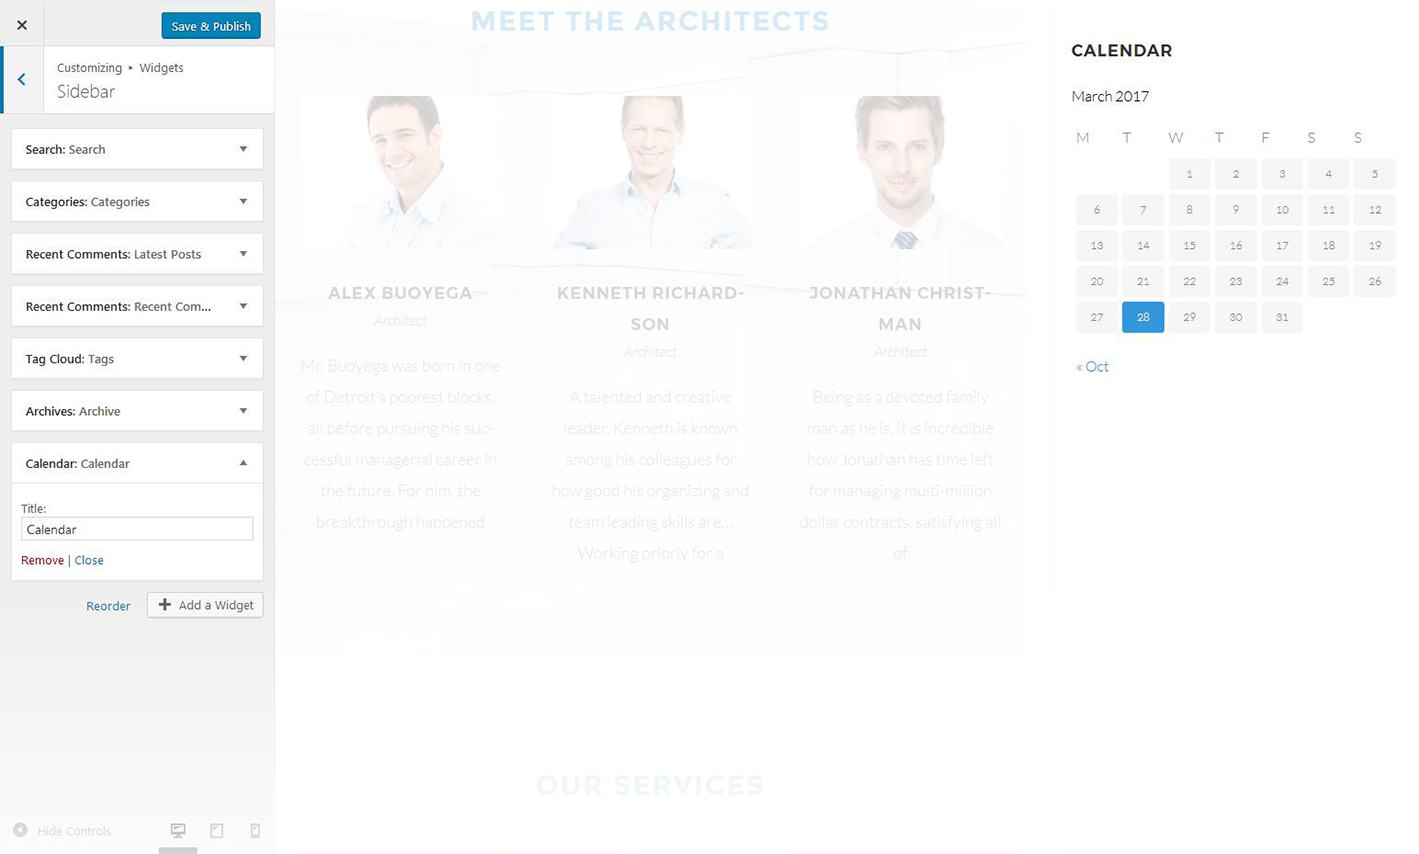 Save & Publish
Customizing ▸ Widgets
Sidebar
Search: Search
Categories: Categories
Recent Comments: Latest Posts
Recent Comments: Recent Com...
Tag Cloud: Tags
Archives: Archive
Calendar: Calendar
Title:
Calendar
Remove | Close
Reorder
Add a Widget
Hide Controls
MEET THE ARCHITECTS
ALEX BUOYEGA
Architect
Mr. Buoyega was born in one
of Detroit's poorest blocks,
all before pursuing his suc-
cessful managerial career in
the future. For him, the
breakthrough happened
KENNETH RICHARD-
SON
Architect
A talented and creative
leader, Kenneth is known
among his colleagues for
how good his organizing and
team leading skills are...
Working priorly for a
JONATHAN CHRIST-
MAN
Architect
Being as a devoted family
man as he is, it is incredible
how Jonathan has time left
for managing multi-million
dollar contracts, satisfying all
of
OUR SERVICES
CALENDAR
March 2017
M T W T F S S
1 2 3 4 5
6 7 8 9 10 11 12
13 14 15 16 17 18 19
20 21 22 23 24 25 26
27 28 29 30 31
« Oct